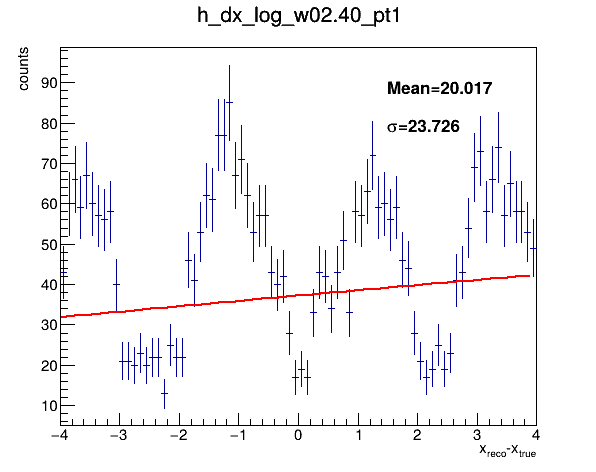 h_dx_log_w02.40_pt1
counts
90
80
70
60
50
40
30
20
10
Mean=20.017
σ=23.726
−4 −3 −2 −1 0 1 2 3 4
x_reco-x_true